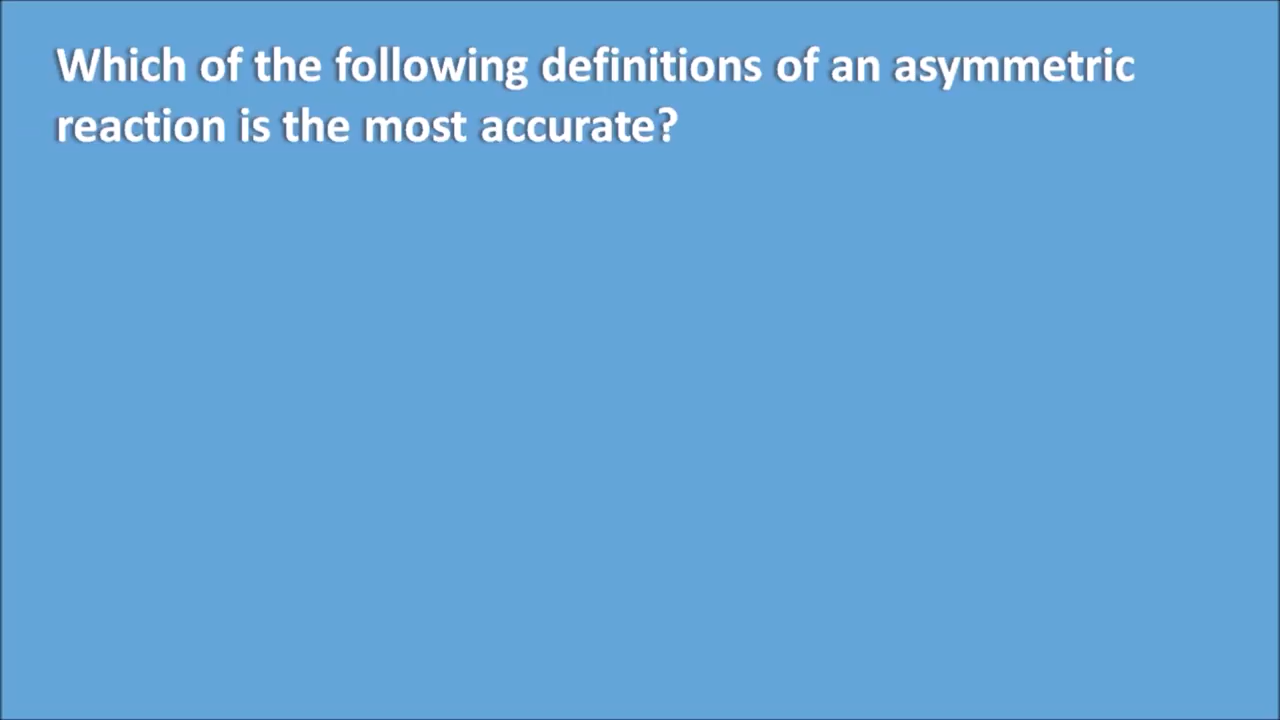 Which of the following definitions of an asymmetric
reaction is the most accurate?